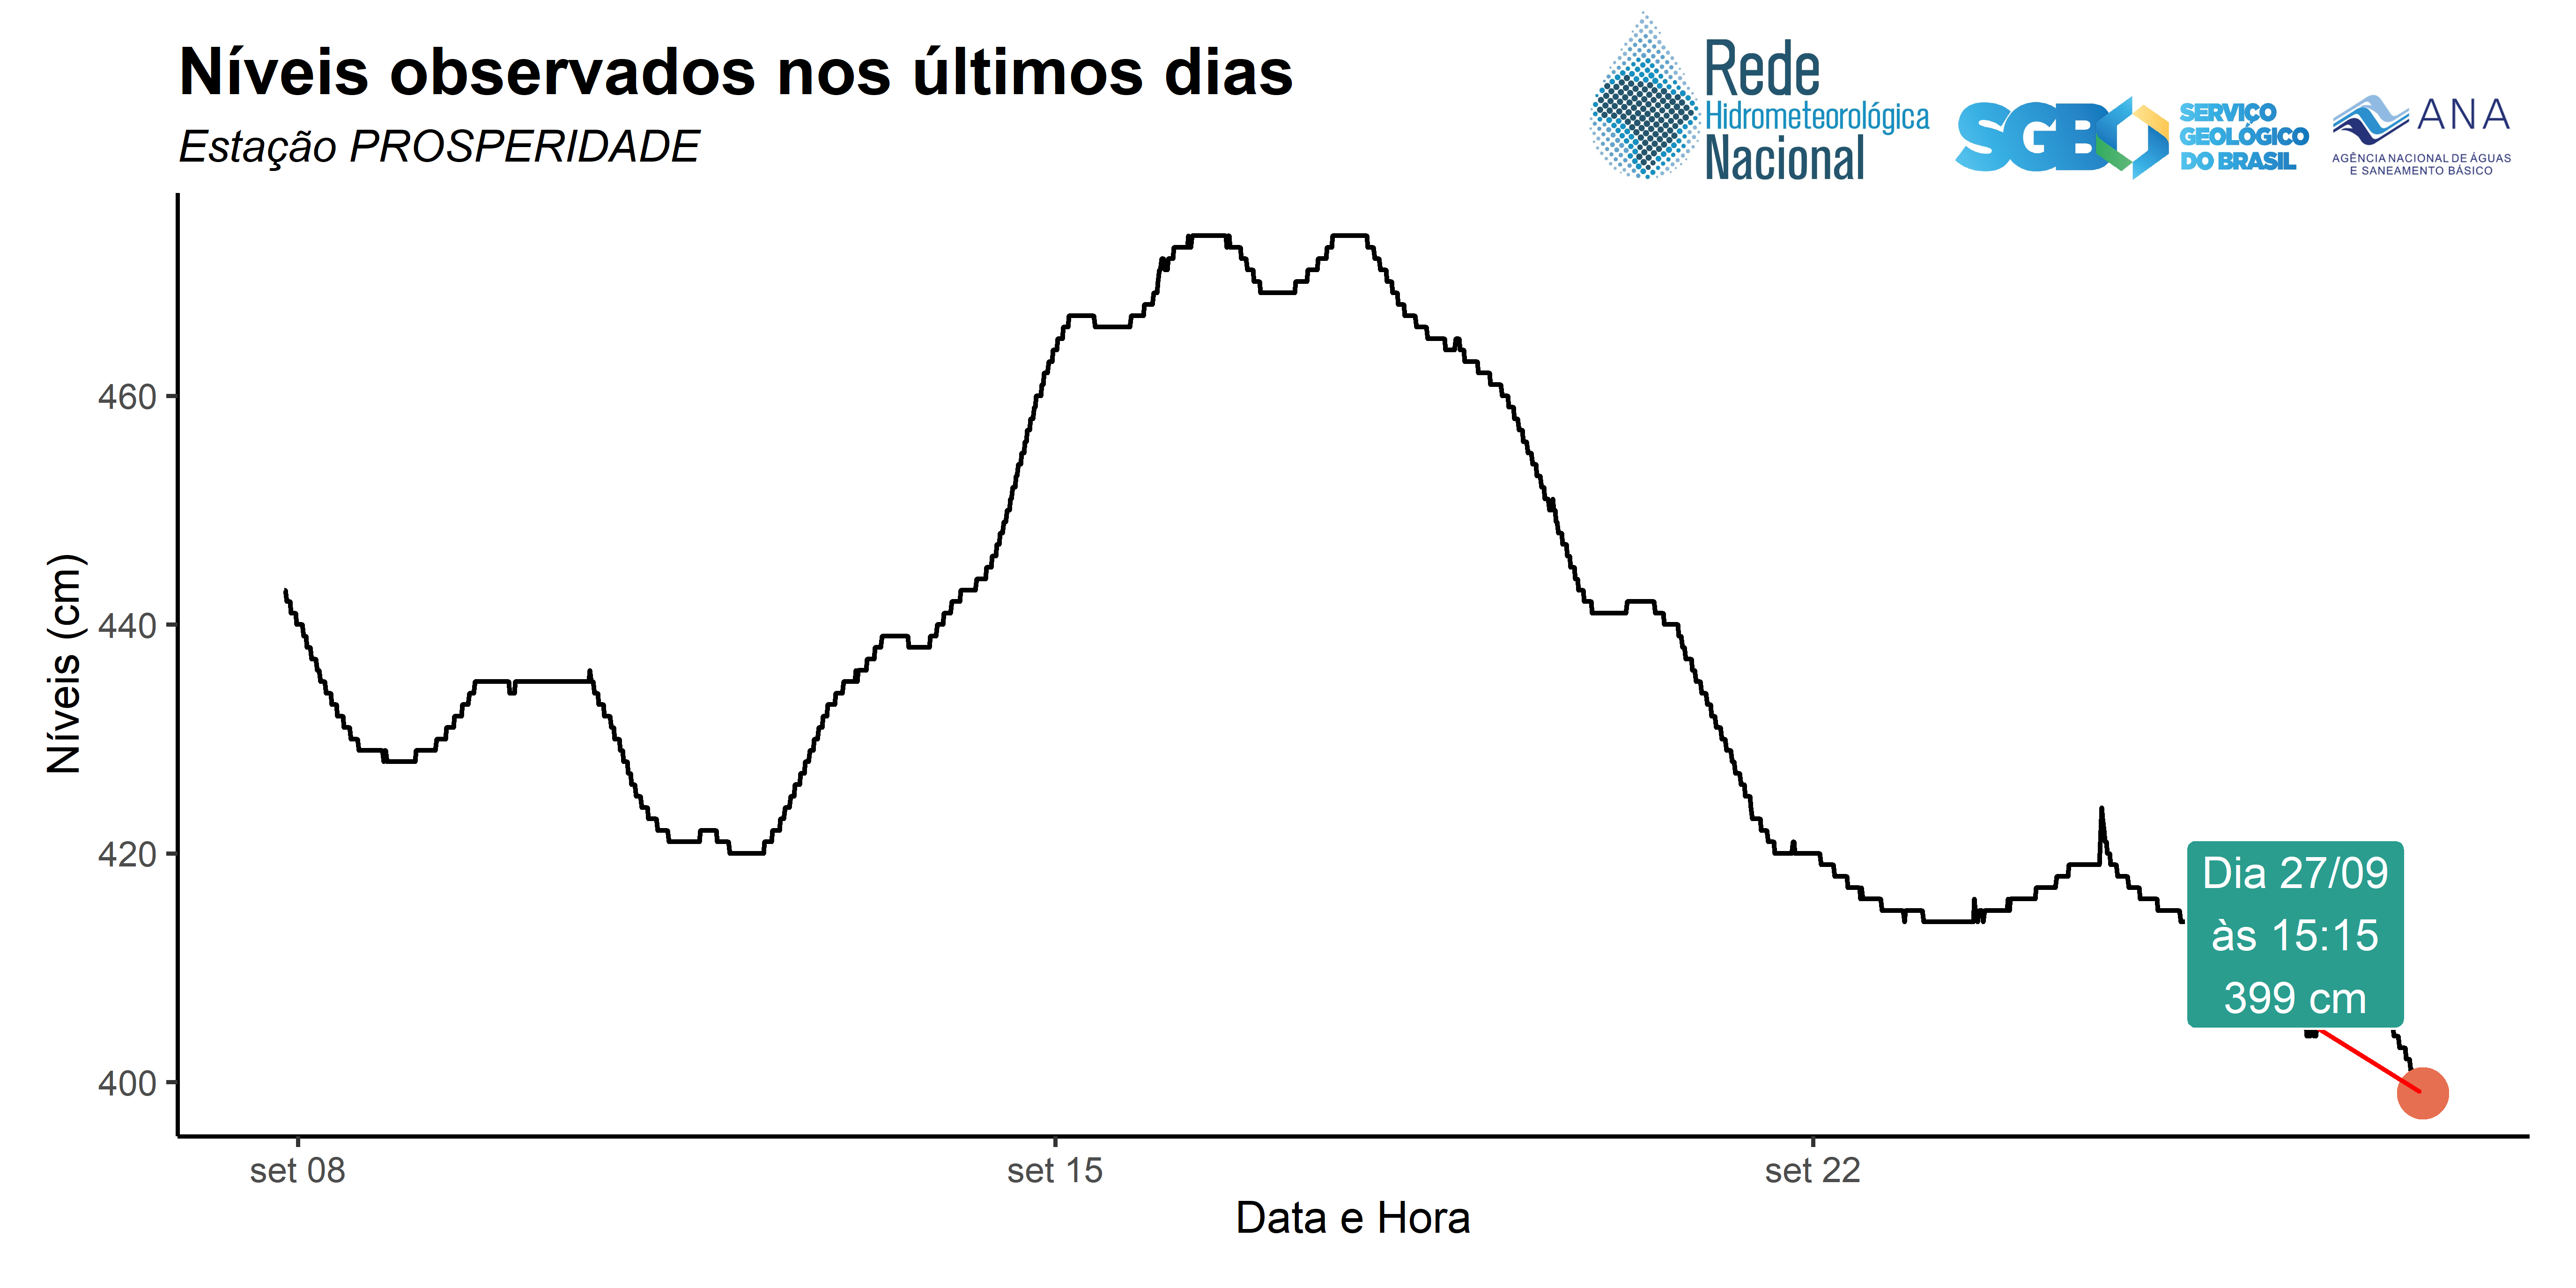 Níveis observados nos últimos dias
Estação PROSPERIDADE
Rede
Hidrometeorológica
Nacional
SGB
SERVIÇO
GEOLÓGICO
DO BRASIL
ANA
AGÊNCIA NACIONAL DE ÁGUAS
E SANEAMENTO BÁSICO
Níveis (cm)
460
440
420
400
Dia 27/09
às 15:15
399 cm
set 08
set 15
set 22
Data e Hora